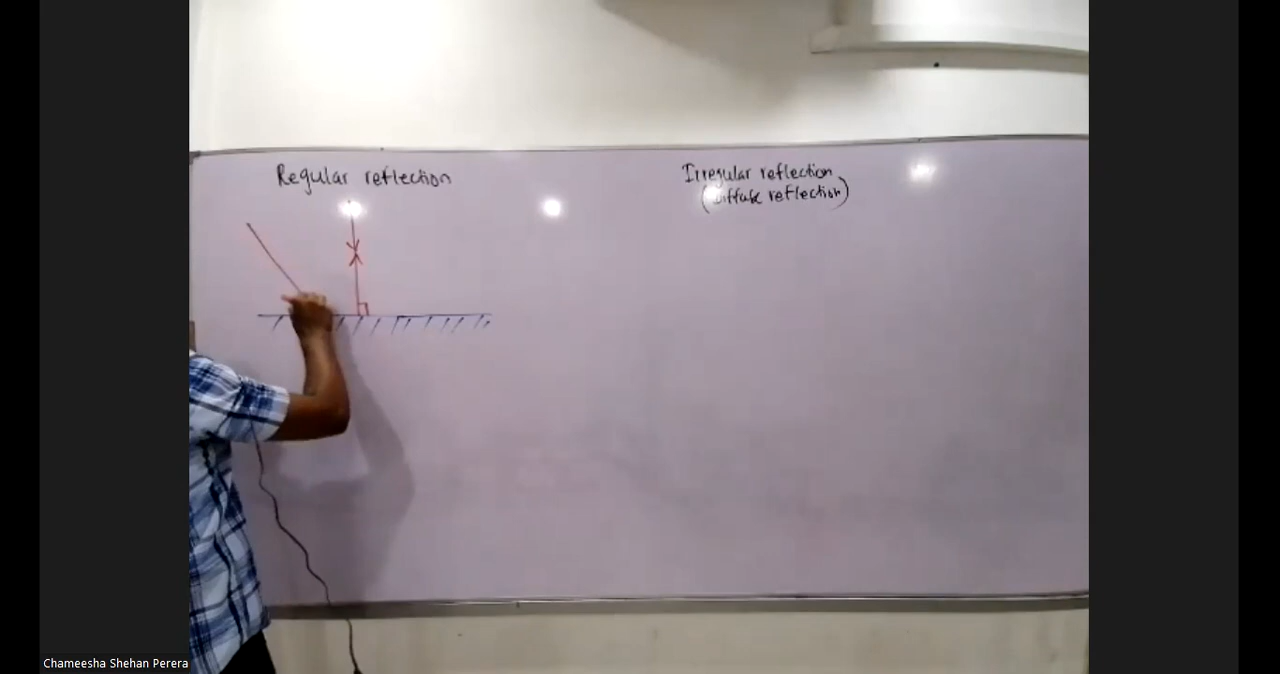 Regular reflection
Irregular reflection
(Diffuse reflection)
Chameesha Shehan Perera